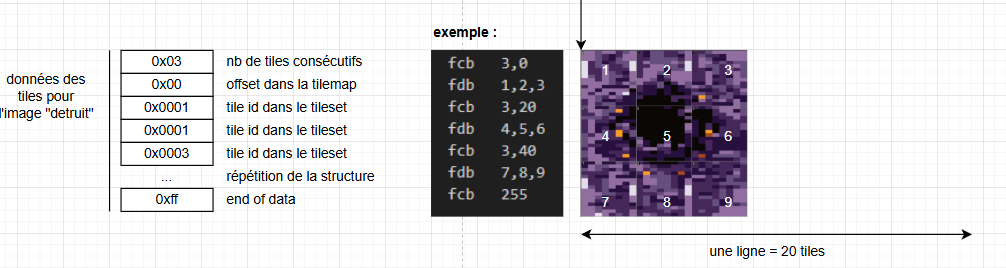 exemple :
données des
tiles pour
l'image "detruit"
0x03 nb de tiles consécutifs
0x00 offset dans la tilemap
0x0001 tile id dans le tileset
0x0001 tile id dans le tileset
0x0003 tile id dans le tileset
... répétition de la structure
0xff end of data
fcb 3,0
fdb 1,2,3
fcb 3,20
fdb 4,5,6
fcb 3,40
fdb 7,8,9
fcb 255
1 2 3
4 5 6
7 8 9
une ligne = 20 tiles